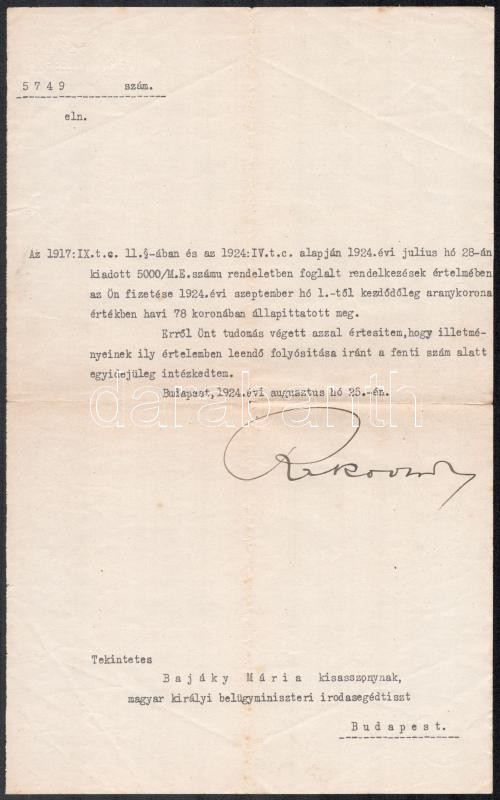 5749 szám.
eln.
Az 1917:IX.t.c. 11.§-ában és az 1924:IV.t.c. alapján 1924.évi julius hó 28-án
kiadott 5000/M.E.számu rendeletben foglalt rendelkezések értelmében
az Ön fizetése 1924.évi szeptember hó 1.-től kezdődőleg aranykorona
értékben havi 78 koronában állapittatott meg.
Erről Önt tudomás végett azzal értesitem,hogy illetmé-
nyeinek ily értelemben leendő folyósitása iránt a fenti szám alatt
egyidejüleg intézkedtem.
Budapest,1924.évi augusztus hó 25.-én.
darabanth
Tekintetes
Bajáky Mária kisasszonynak,
magyar királyi belügyminiszteri irodasegédtiszt
Budapest.